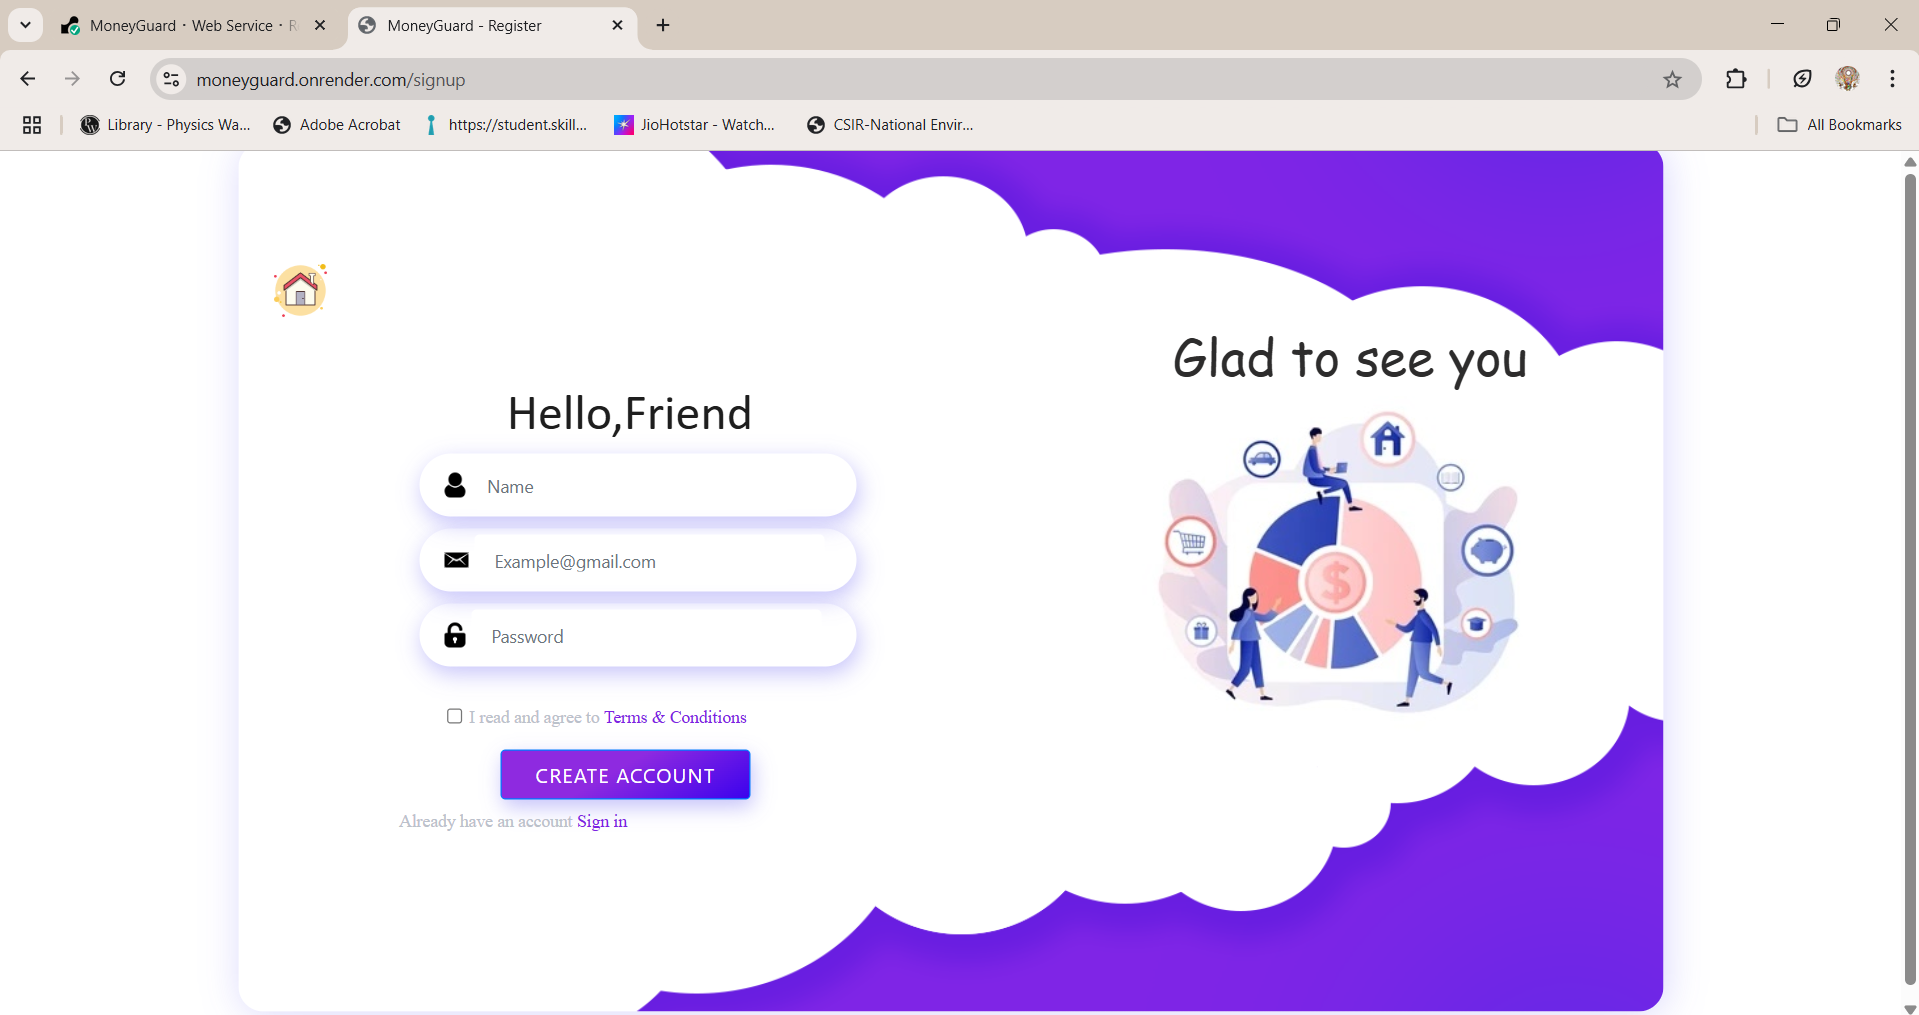 MoneyGuard · Web Service · R
MoneyGuard - Register
moneyguard.onrender.com/signup
Library - Physics Wa...
Adobe Acrobat
https://student.skill...
JioHotstar - Watch...
CSIR-National Envir...
All Bookmarks
Glad to see you
Hello,Friend
Name
Example@gmail.com
Password
I read and agree to Terms & Conditions
CREATE ACCOUNT
Already have an account Sign in